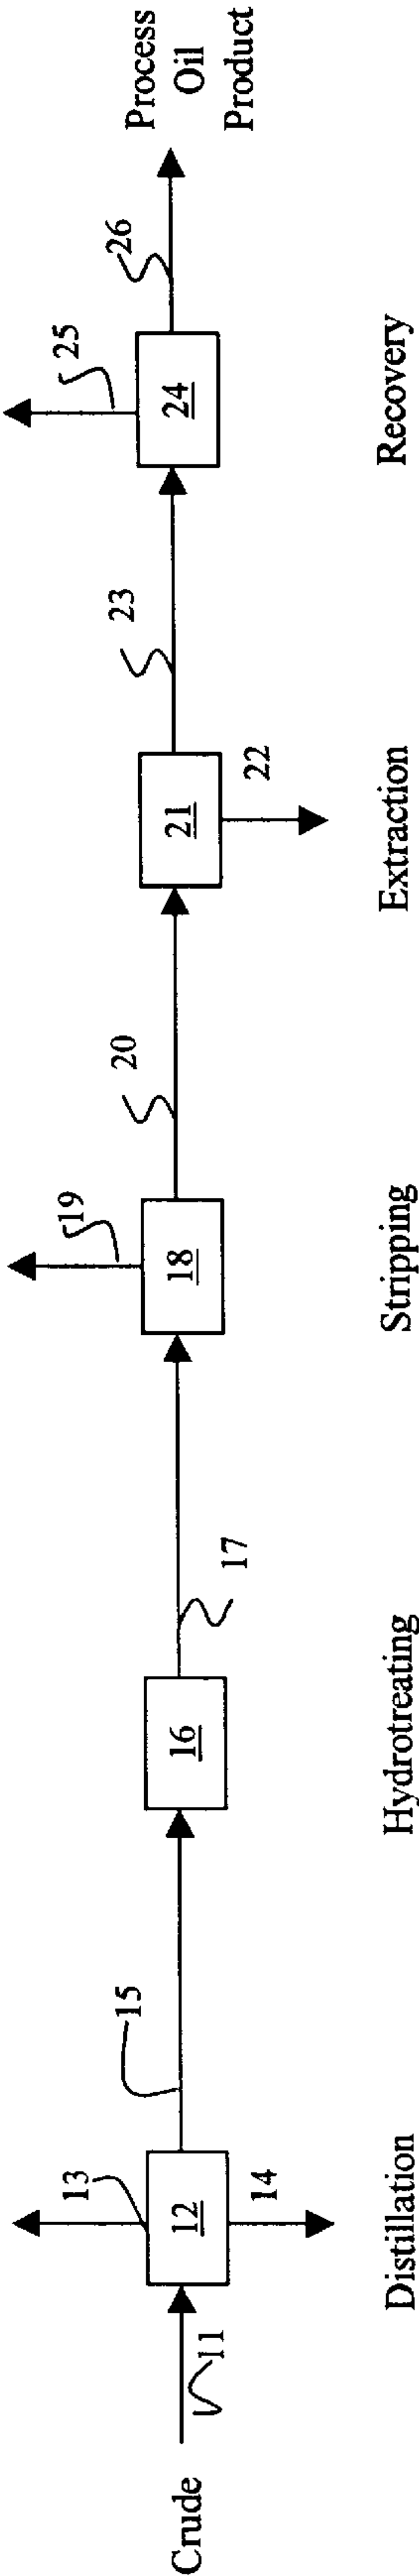 Crude
11
12
13
14
15
16
17
18
19
20
21
22
23
24
25
26
Process
Oil
Product
Distillation
Hydrotreating
Stripping
Extraction
Recovery